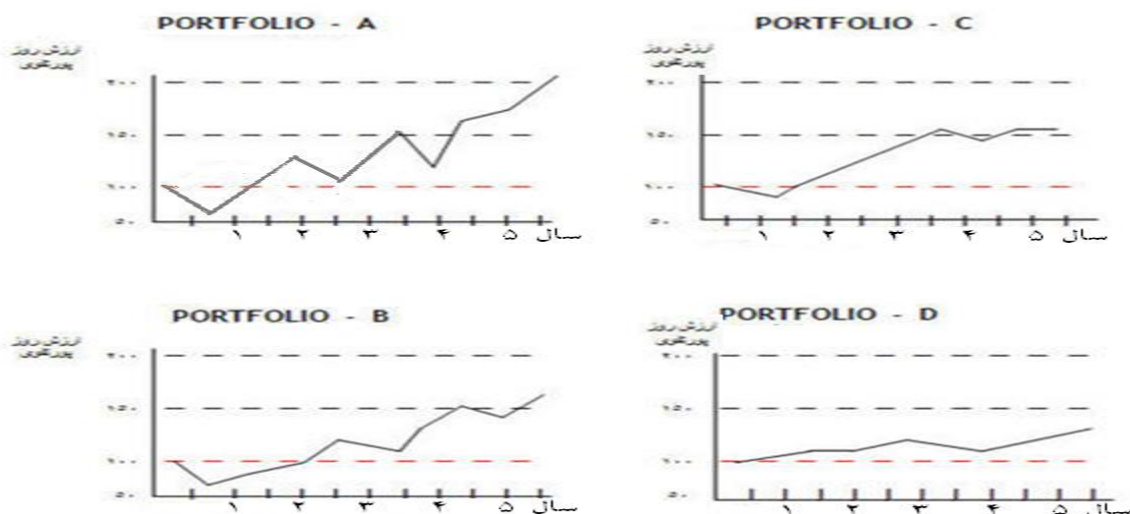 PORTFOLIO - A
ارزش روز
پورتفوی
۲۰۰
۱۵۰
۱۰۰
۵۰
۱ ۲ ۳ ۴ ۵ سال
PORTFOLIO - C
ارزش روز
پورتفوی
۲۰۰
۱۵۰
۱۰۰
۵۰
۱ ۲ ۳ ۴ ۵ سال
PORTFOLIO - B
ارزش روز
پورتفوی
۲۰۰
۱۵۰
۱۰۰
۵۰
۱ ۲ ۳ ۴ ۵ سال
PORTFOLIO - D
ارزش روز
پورتفوی
۲۰۰
۱۵۰
۱۰۰
۵۰
۱ ۲ ۳ ۴ ۵ سال